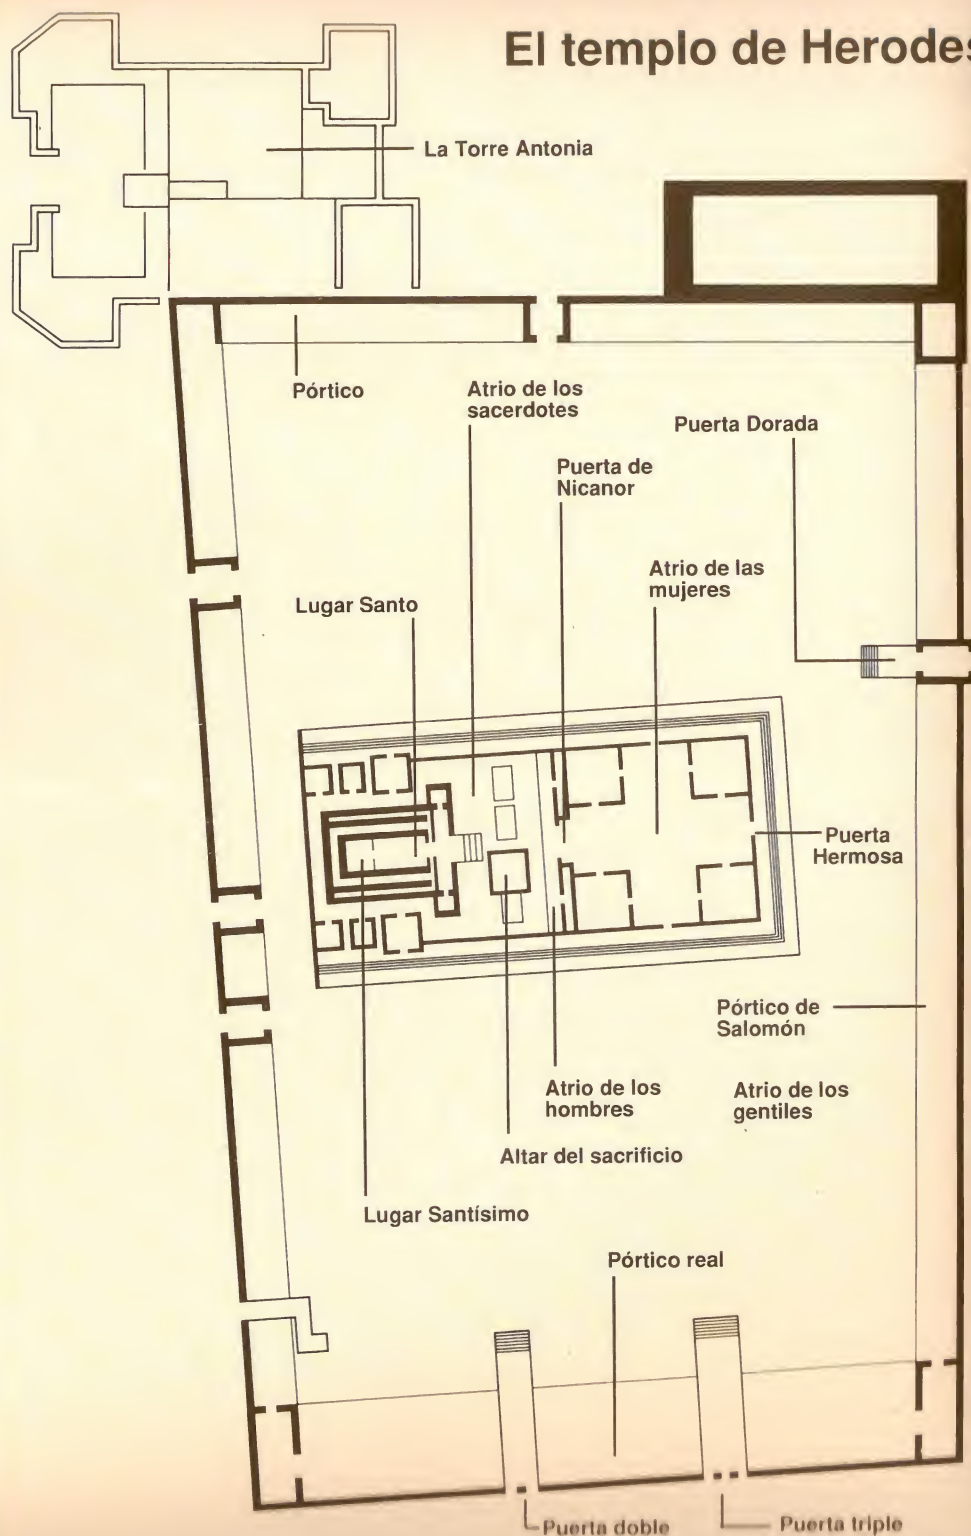 El templo de Herodes
La Torre Antonia
Pórtico
Atrio de los
sacerdotes
Puerta Dorada
Puerta de
Nicanor
Atrio de las
mujeres
Lugar Santo
Puerta
Hermosa
Pórtico de
Salomón
Atrio de los
hombres
Atrio de los
gentiles
Altar del sacrificio
Lugar Santísimo
Pórtico real
Puerta doble
Puerta triple